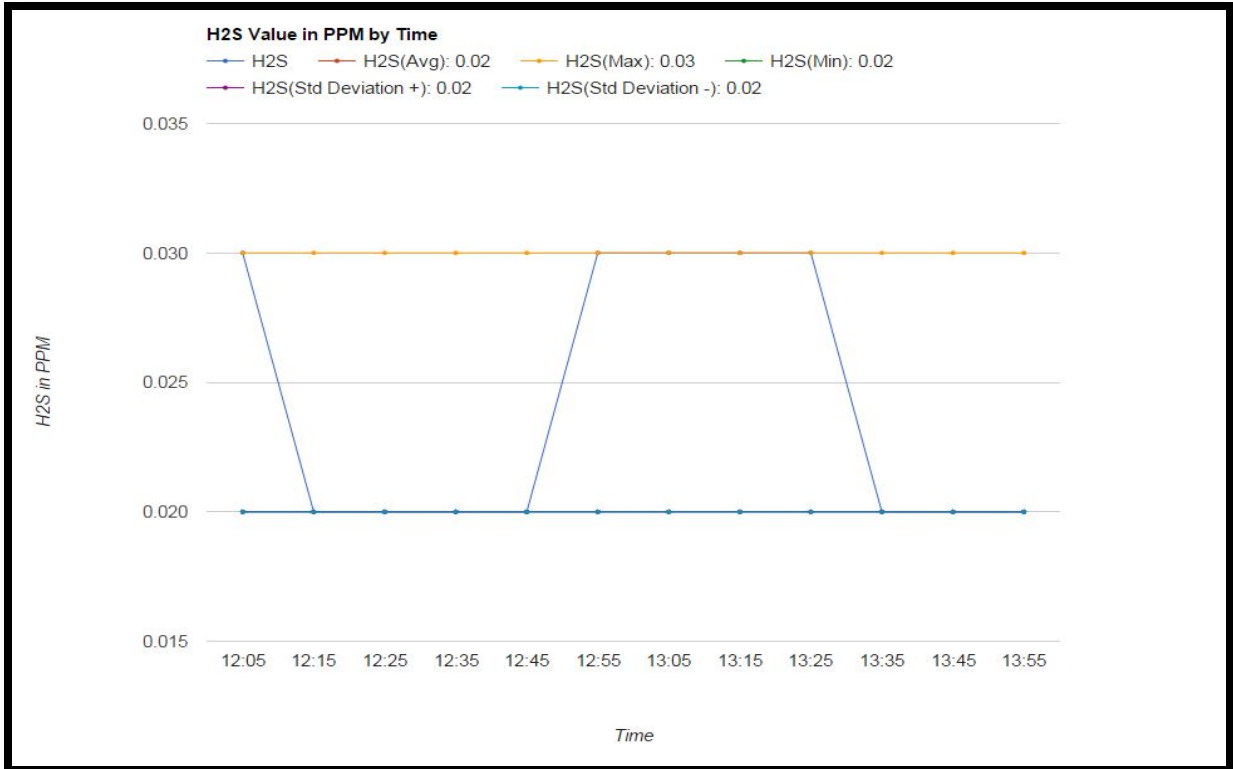 H2S Value in PPM by Time
H2S H2S(Avg): 0.02 H2S(Max): 0.03 H2S(Min): 0.02
H2S(Std Deviation +): 0.02 H2S(Std Deviation -): 0.02
0.035
0.030
0.025
H2S in PPM
0.020
0.015
12:05 12:15 12:25 12:35 12:45 12:55 13:05 13:15 13:25 13:35 13:45 13:55
Time